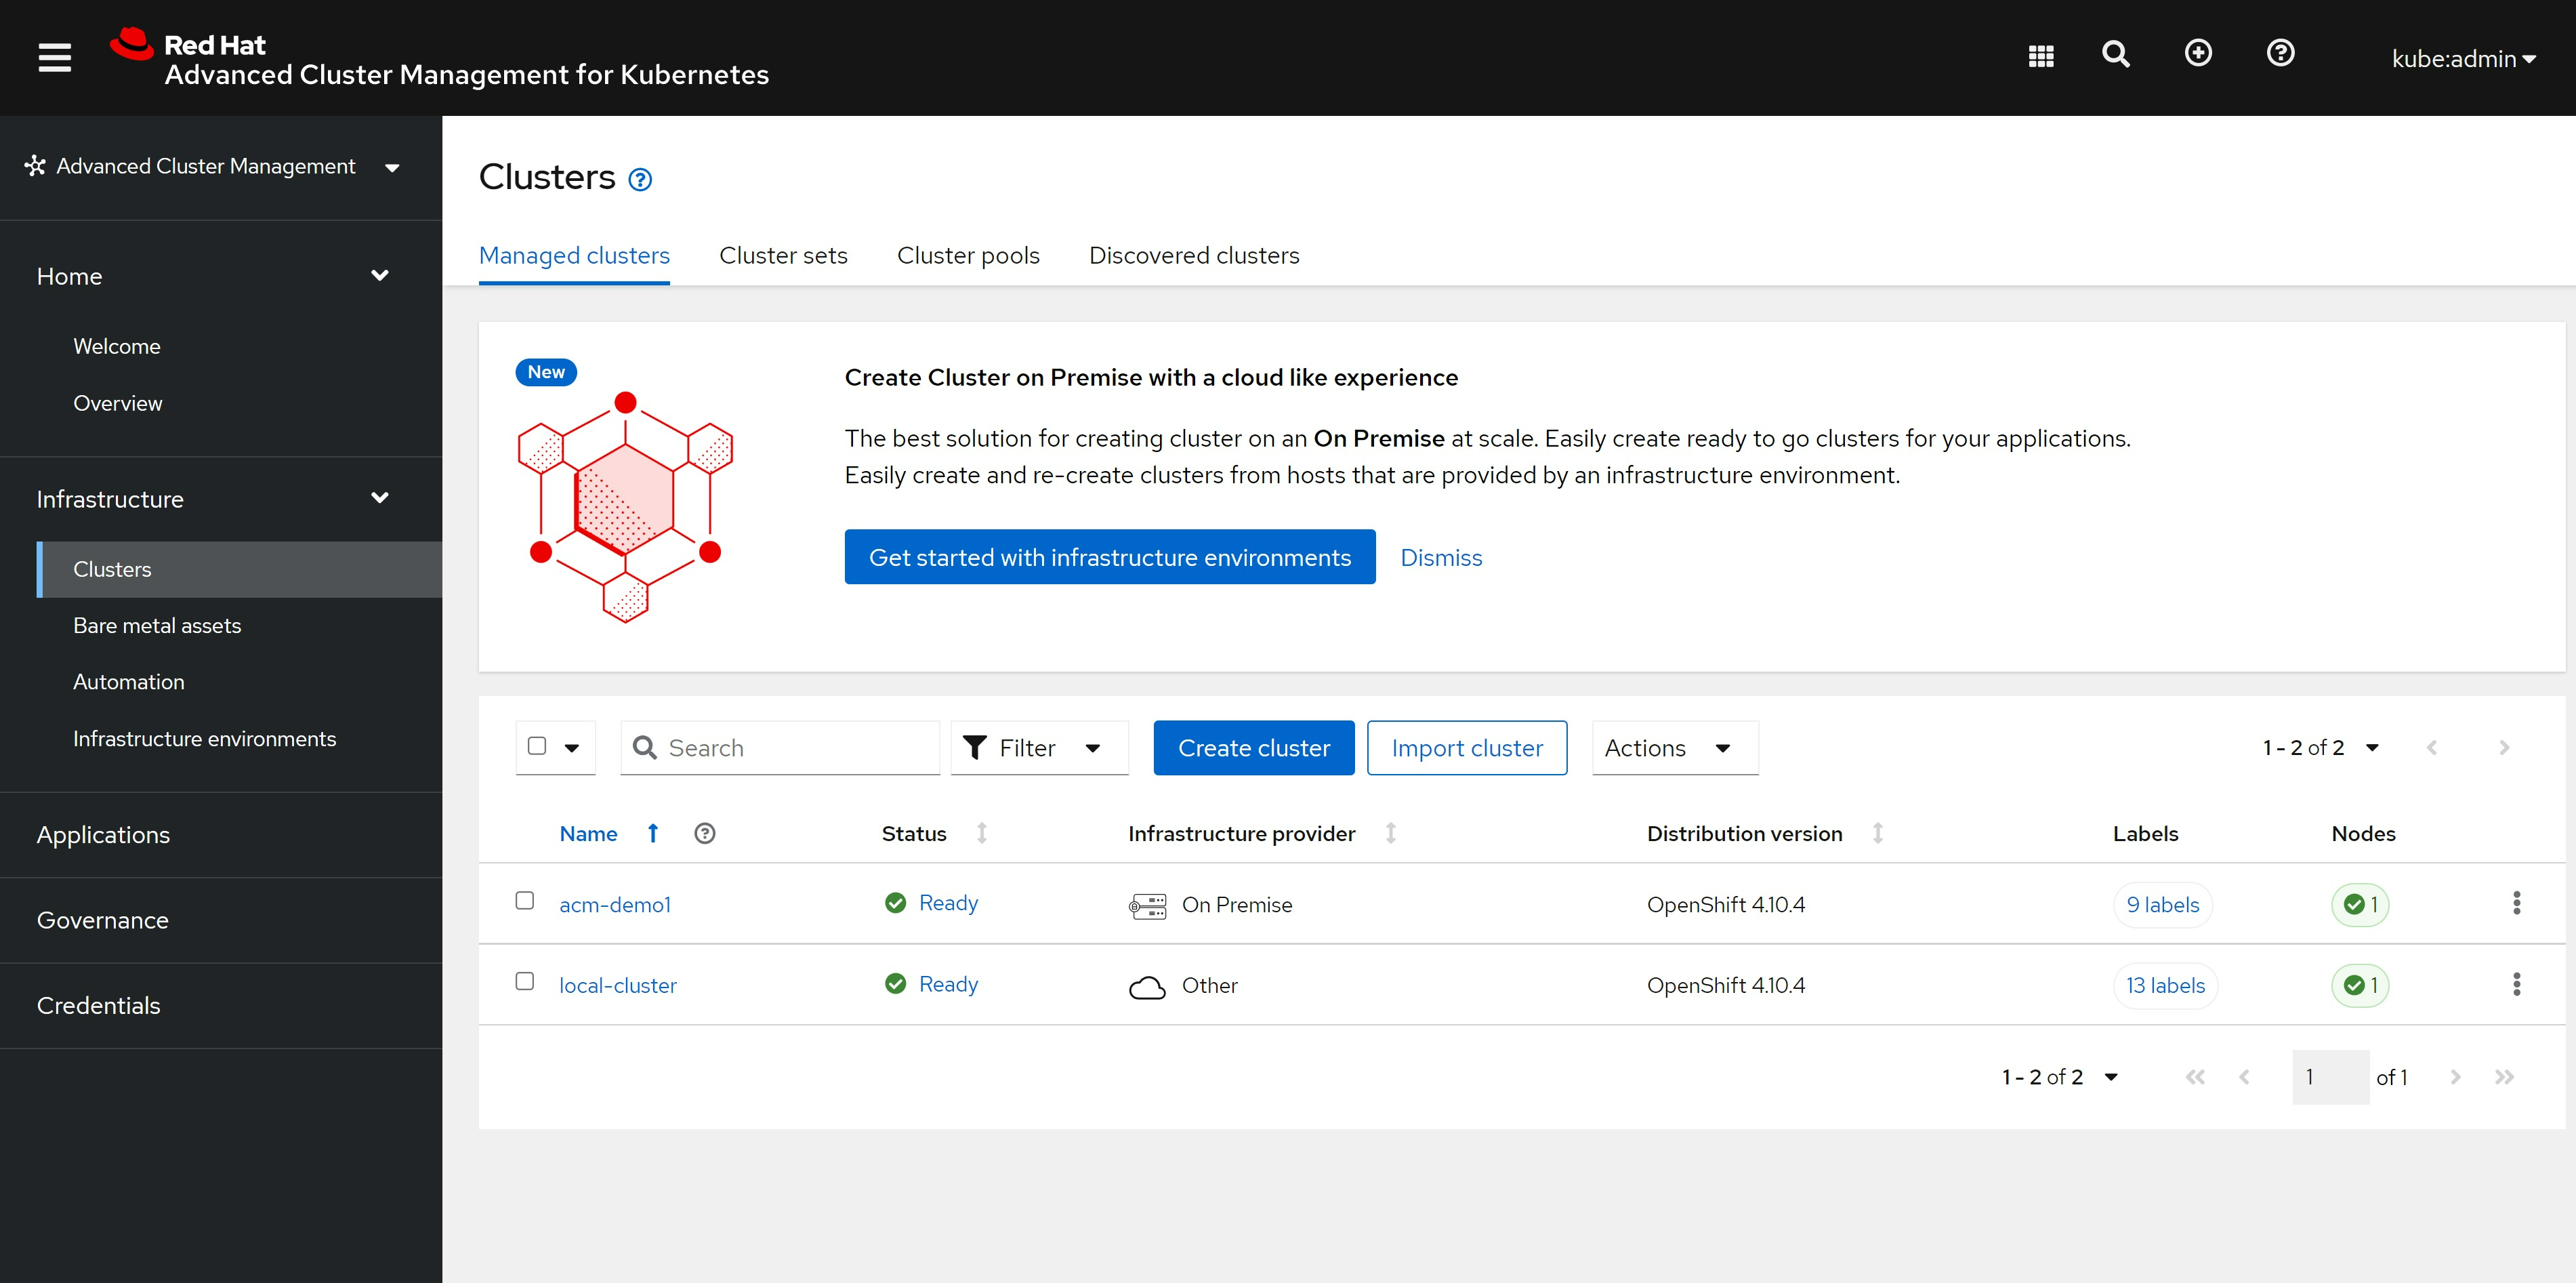 Red Hat
Advanced Cluster Management for Kubernetes
kube:admin
Advanced Cluster Management
Home
Welcome
Overview
Infrastructure
Clusters
Bare metal assets
Automation
Infrastructure environments
Applications
Governance
Credentials
Clusters
Managed clusters Cluster sets Cluster pools Discovered clusters
New
Create Cluster on Premise with a cloud like experience
The best solution for creating cluster on an On Premise at scale. Easily create ready to go clusters for your applications.
Easily create and re-create clusters from hosts that are provided by an infrastructure environment.
Get started with infrastructure environments Dismiss
Search Filter Create cluster Import cluster Actions 1 - 2 of 2
Name Status Infrastructure provider Distribution version Labels Nodes
acm-demo1 Ready On Premise OpenShift 4.10.4 9 labels 1
local-cluster Ready Other OpenShift 4.10.4 13 labels 1
1 - 2 of 2 1 of 1